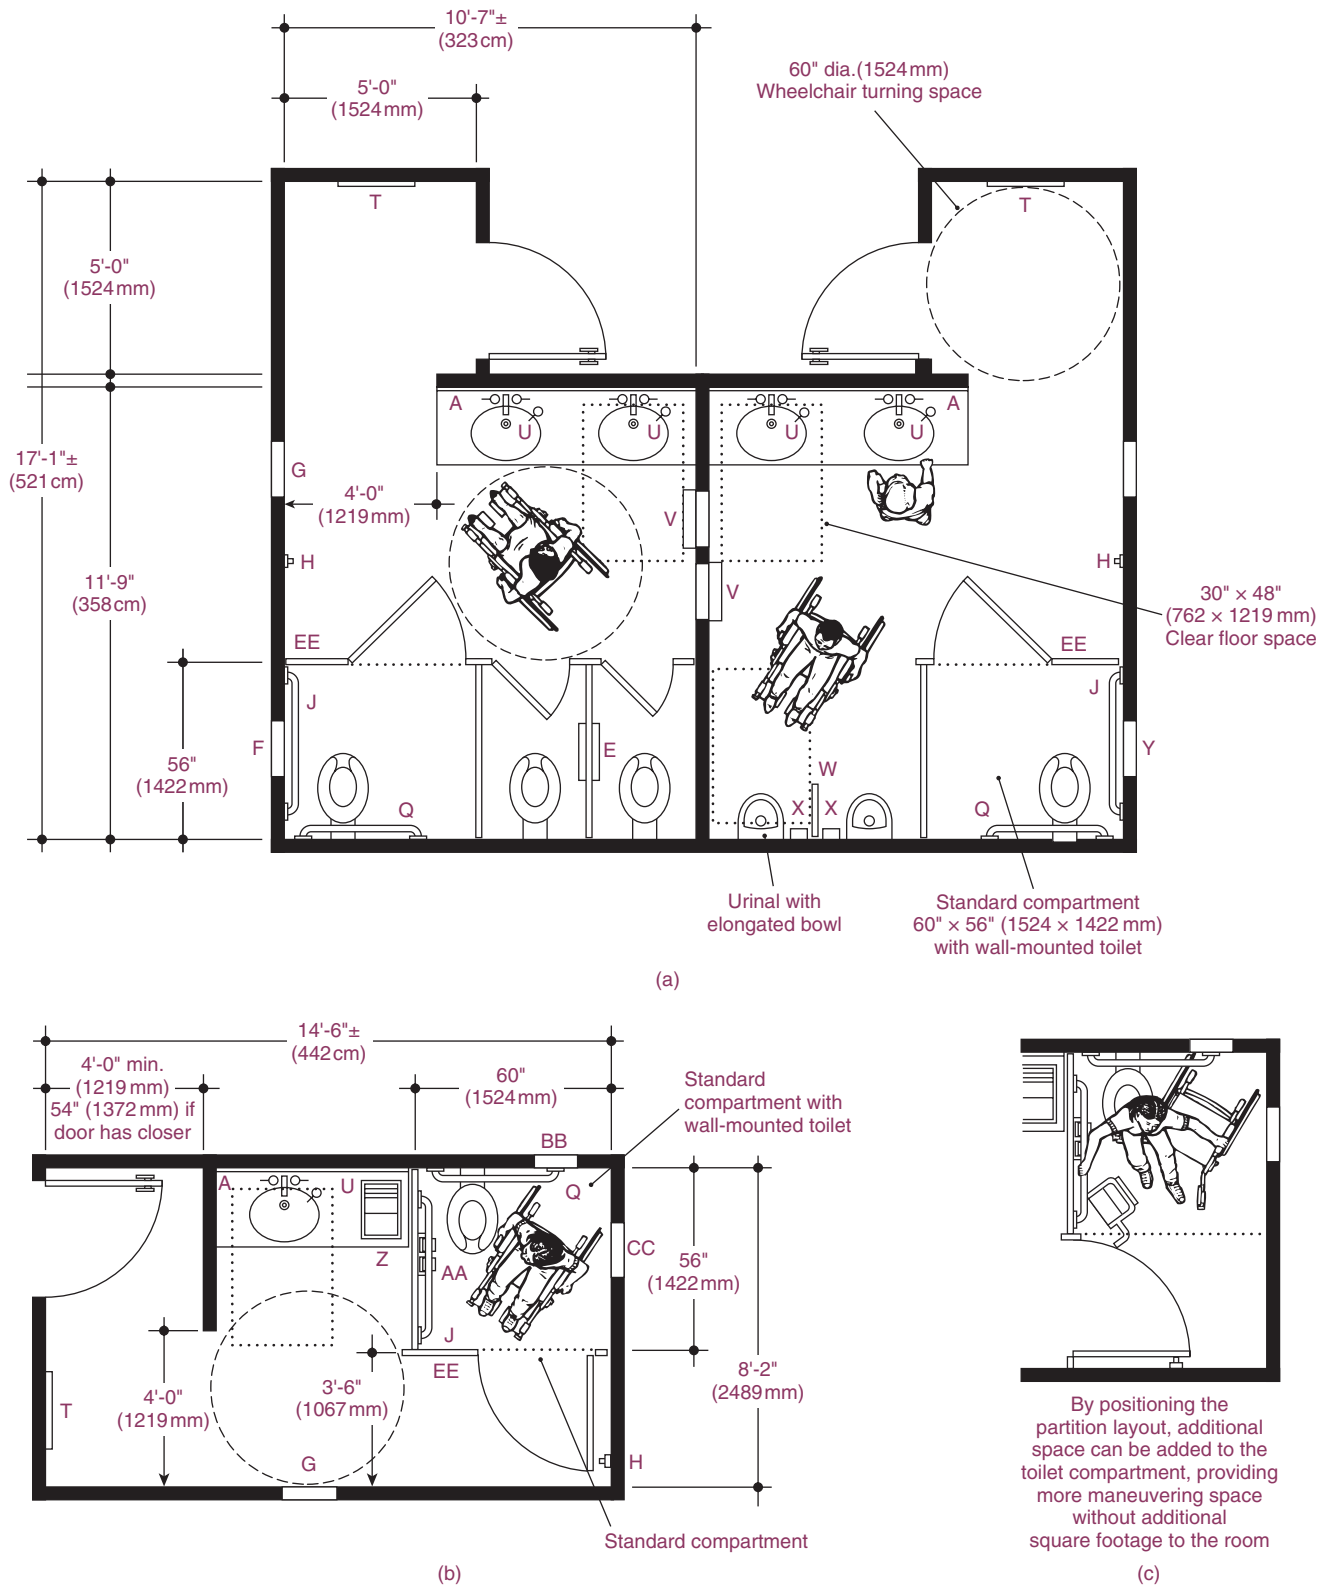 10'-7"±
(323 cm)
5'-0"
(1524 mm)
60" dia.(1524 mm)
Wheelchair turning space
T
T
5'-0"
(1524 mm)
A
U
U
U
U
A
17'-1"±
(521 cm)
G
4'-0"
(1219 mm)
V
H
H
11'-9"
(358 cm)
V
30" × 48"
(762 × 1219 mm)
Clear floor space
EE
EE
J
J
F
E
Y
56"
(1422 mm)
W
Q
X
X
Q
Urinal with
elongated bowl
Standard compartment
60" × 56" (1524 × 1422 mm)
with wall-mounted toilet
(a)
14'-6"±
(442 cm)
4'-0" min.
(1219 mm)
54" (1372 mm) if
door has closer
60"
(1524 mm)
Standard
compartment with
wall-mounted toilet
BB
A
U
Q
Z
AA
CC
56"
(1422 mm)
J
EE
8'-2"
(2489 mm)
T
4'-0"
(1219 mm)
3'-6"
(1067 mm)
G
H
Standard compartment
(b)
By positioning the
partition layout, additional
space can be added to the
toilet compartment, providing
more maneuvering space
without additional
square footage to the room
(c)